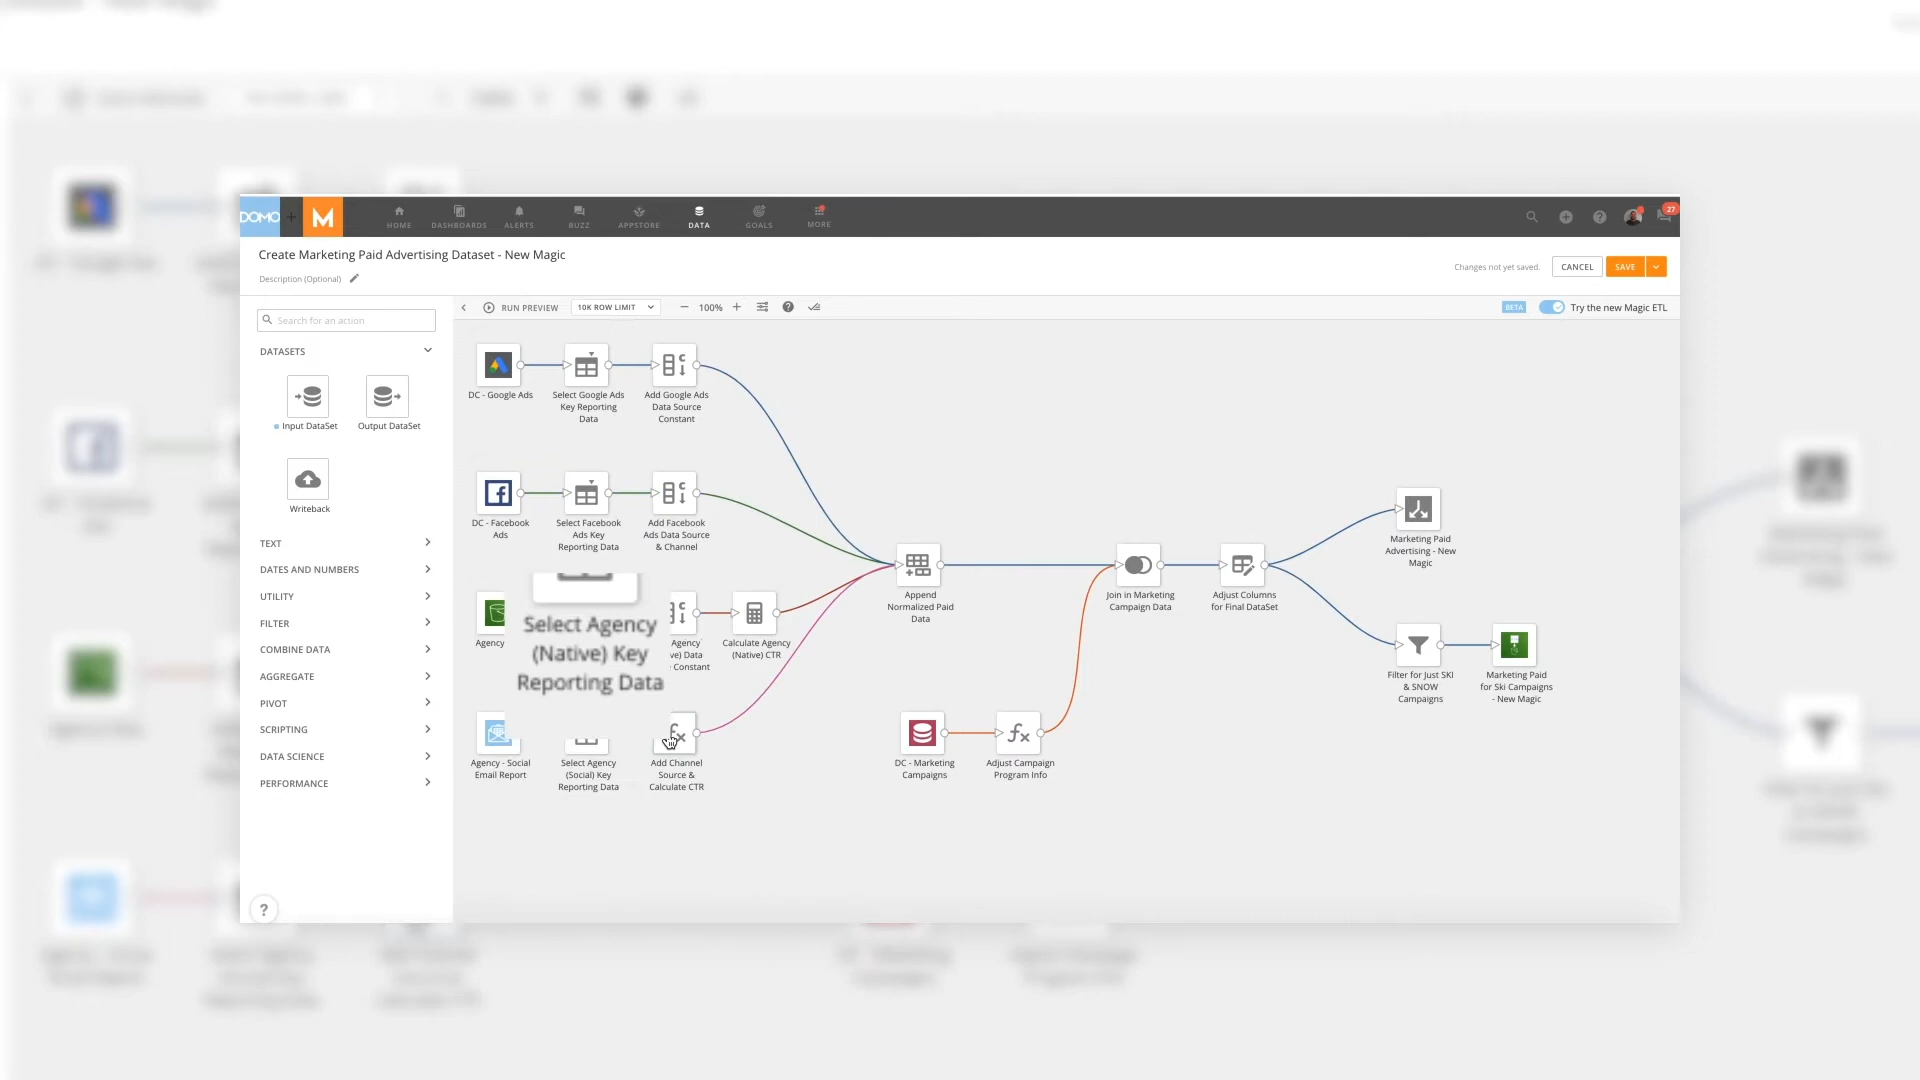 DOMO
M
HOME
DASHBOARDS
ALERTS
BUZZ
APPSTORE
DATA
GOALS
MORE
27
Create Marketing Paid Advertising Dataset - New Magic
Description (Optional)
Changes not yet saved.
CANCEL
SAVE
Search for an action
RUN PREVIEW
10K ROW LIMIT
100%
BETA
Try the new Magic ETL
DATASETS
Input DataSet
Output DataSet
Writeback
TEXT
DATES AND NUMBERS
UTILITY
FILTER
COMBINE DATA
AGGREGATE
PIVOT
SCRIPTING
DATA SCIENCE
PERFORMANCE
?
DC - Google Ads
Select Google Ads
Key Reporting
Data
Add Google Ads
Data Source
Constant
DC - Facebook
Ads
Select Facebook
Ads Key
Reporting Data
Add Facebook
Ads Data Source
& Channel
Agency
Select Agency
(Native) Key
Reporting Data
Agency
ve) Data
Constant
Calculate Agency
(Native) CTR
Agency - Social
Email Report
Select Agency
(Social) Key
Reporting Data
Add Channel
Source &
Calculate CTR
Append
Normalized Paid
Data
DC - Marketing
Campaigns
Adjust Campaign
Program Info
Join in Marketing
Campaign Data
Adjust Columns
for Final DataSet
Marketing Paid
Advertising - New
Magic
Filter for Just SKI
& SNOW
Campaigns
Marketing Paid
for Ski Campaigns
- New Magic